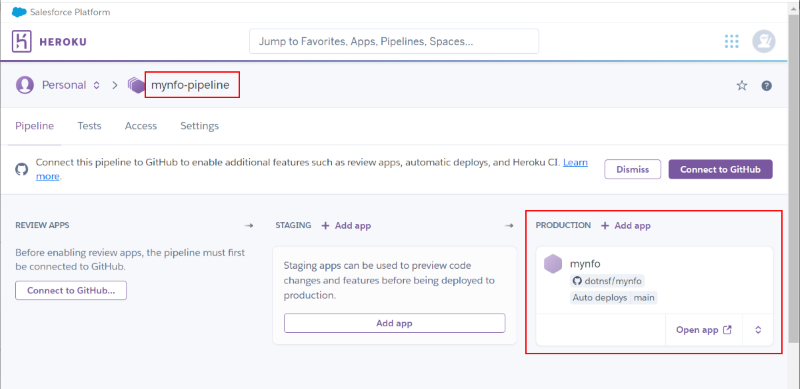 Salesforce Platform
HEROKU
Jump to Favorites, Apps, Pipelines, Spaces...
Personal
mynfo-pipeline
Pipeline Tests Access Settings
Connect this pipeline to GitHub to enable additional features such as review apps, automatic deploys, and Heroku CI. Learn
more.
Dismiss
Connect to GitHub
REVIEW APPS
Before enabling review apps, the pipeline must first
be connected to GitHub.
Connect to GitHub...
STAGING + Add app
Staging apps can be used to preview code
changes and features before being deployed to
production.
Add app
PRODUCTION + Add app
mynfo
dotnsf/mynfo
Auto deploys main
Open app